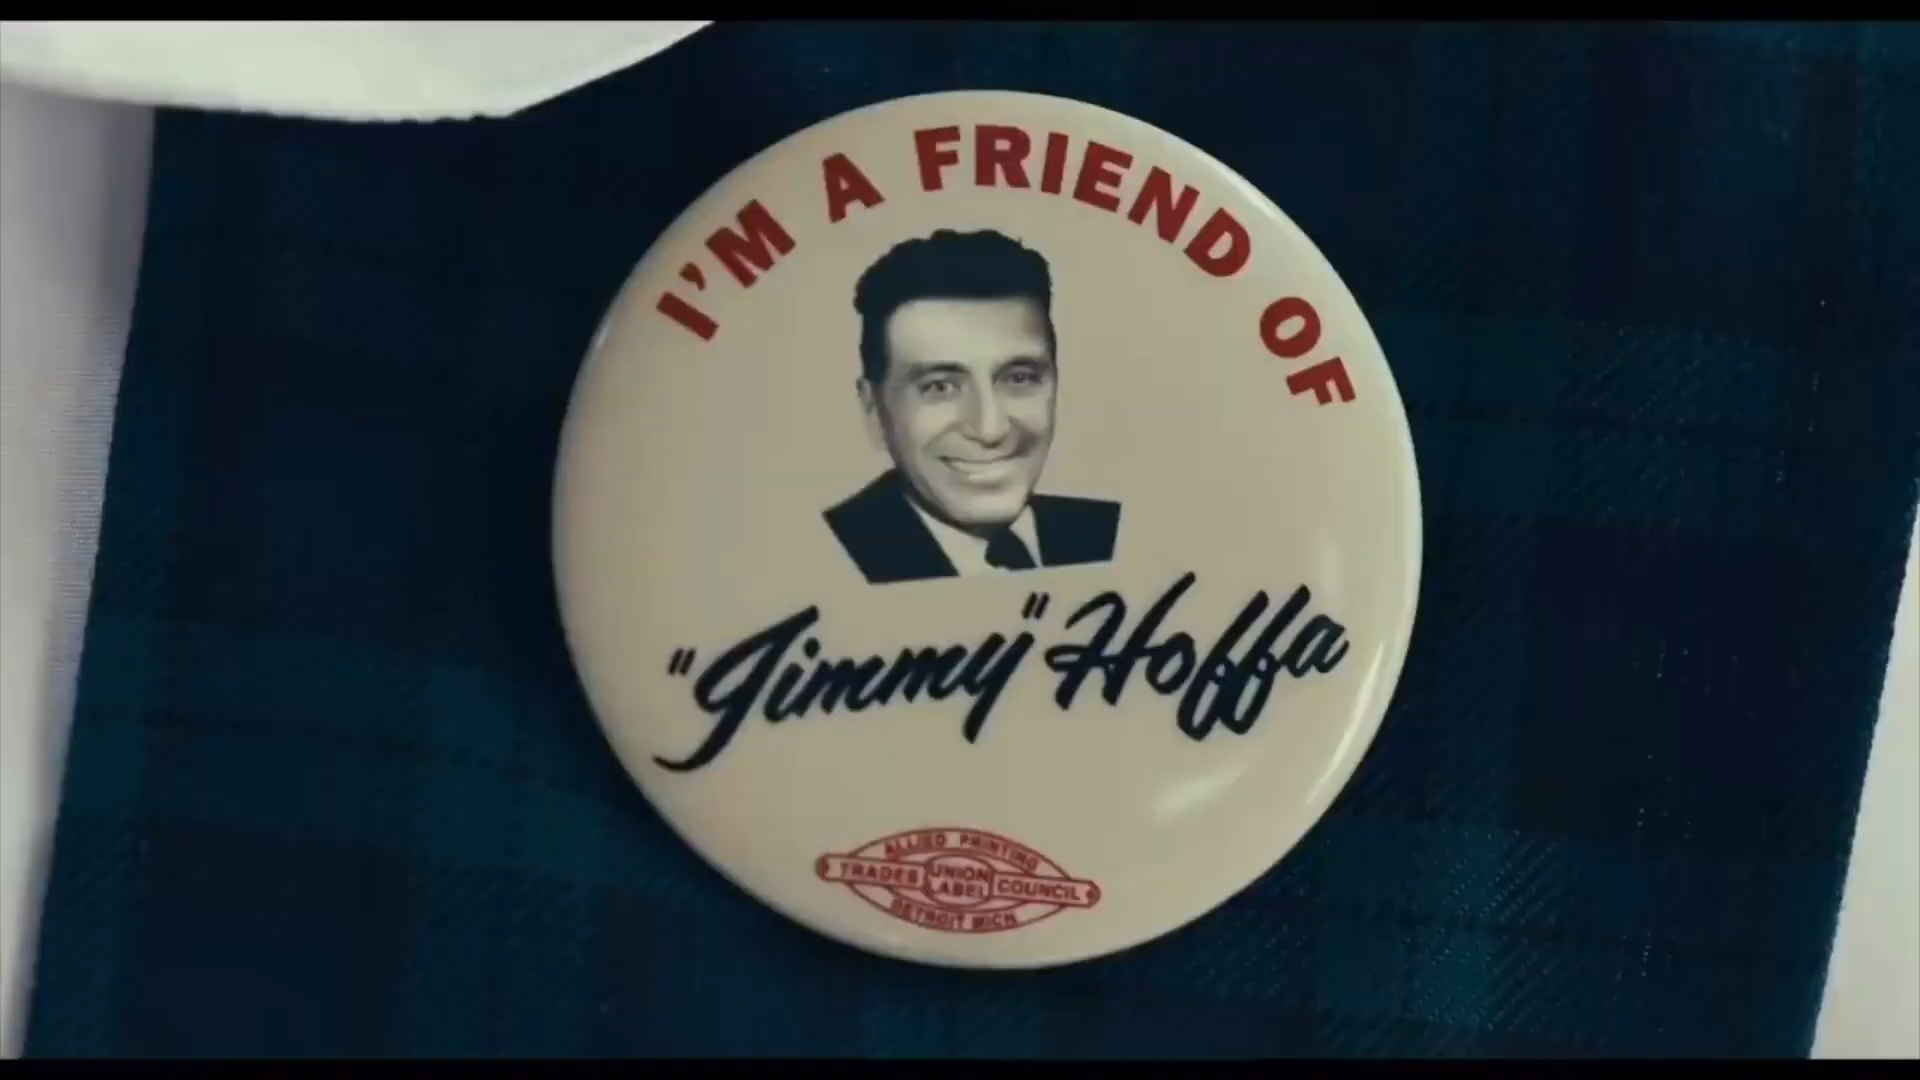 I'M A FRIEND OF
"Jimmy" Hoffa
ALLIED PRINTING
TRADES UNION LABEL COUNCIL
DETROIT MICH